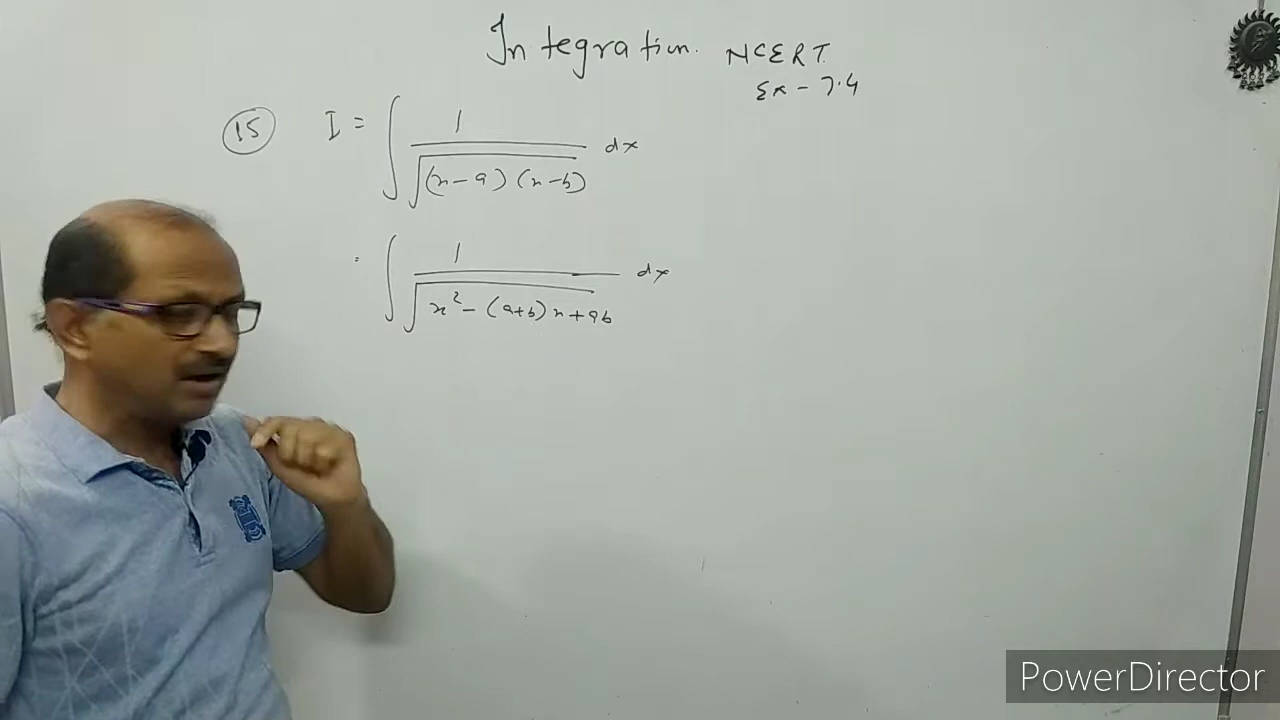 Integration. NCERT.
Ex - 7.4
15 I = ∫ 1/√((x-a)(x-b)) dx
= ∫ 1/√(x² - (a+b)x + ab) dx
PowerDirector